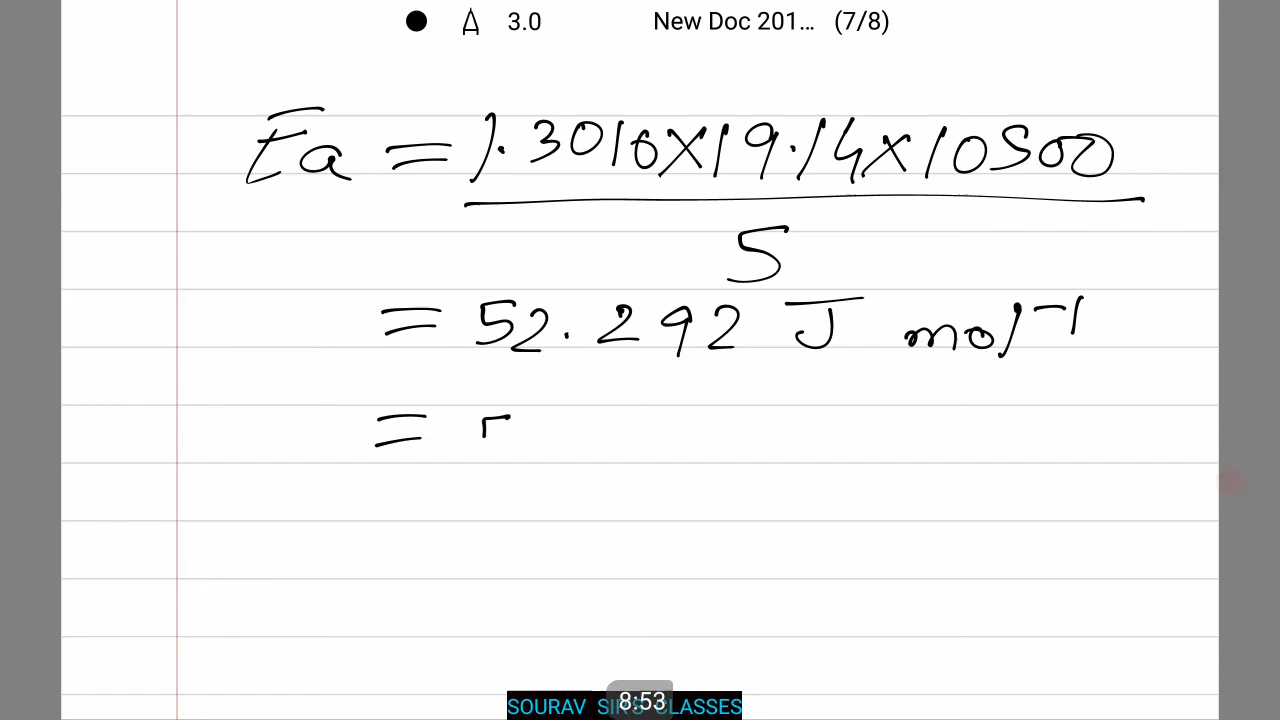 A 3.0 New Doc 201... (7/8)
Ea = 1.3016×19.14×10500
5
= 52.292 J mol⁻¹
=
8:53
SOURAV SIR'S CLASSES